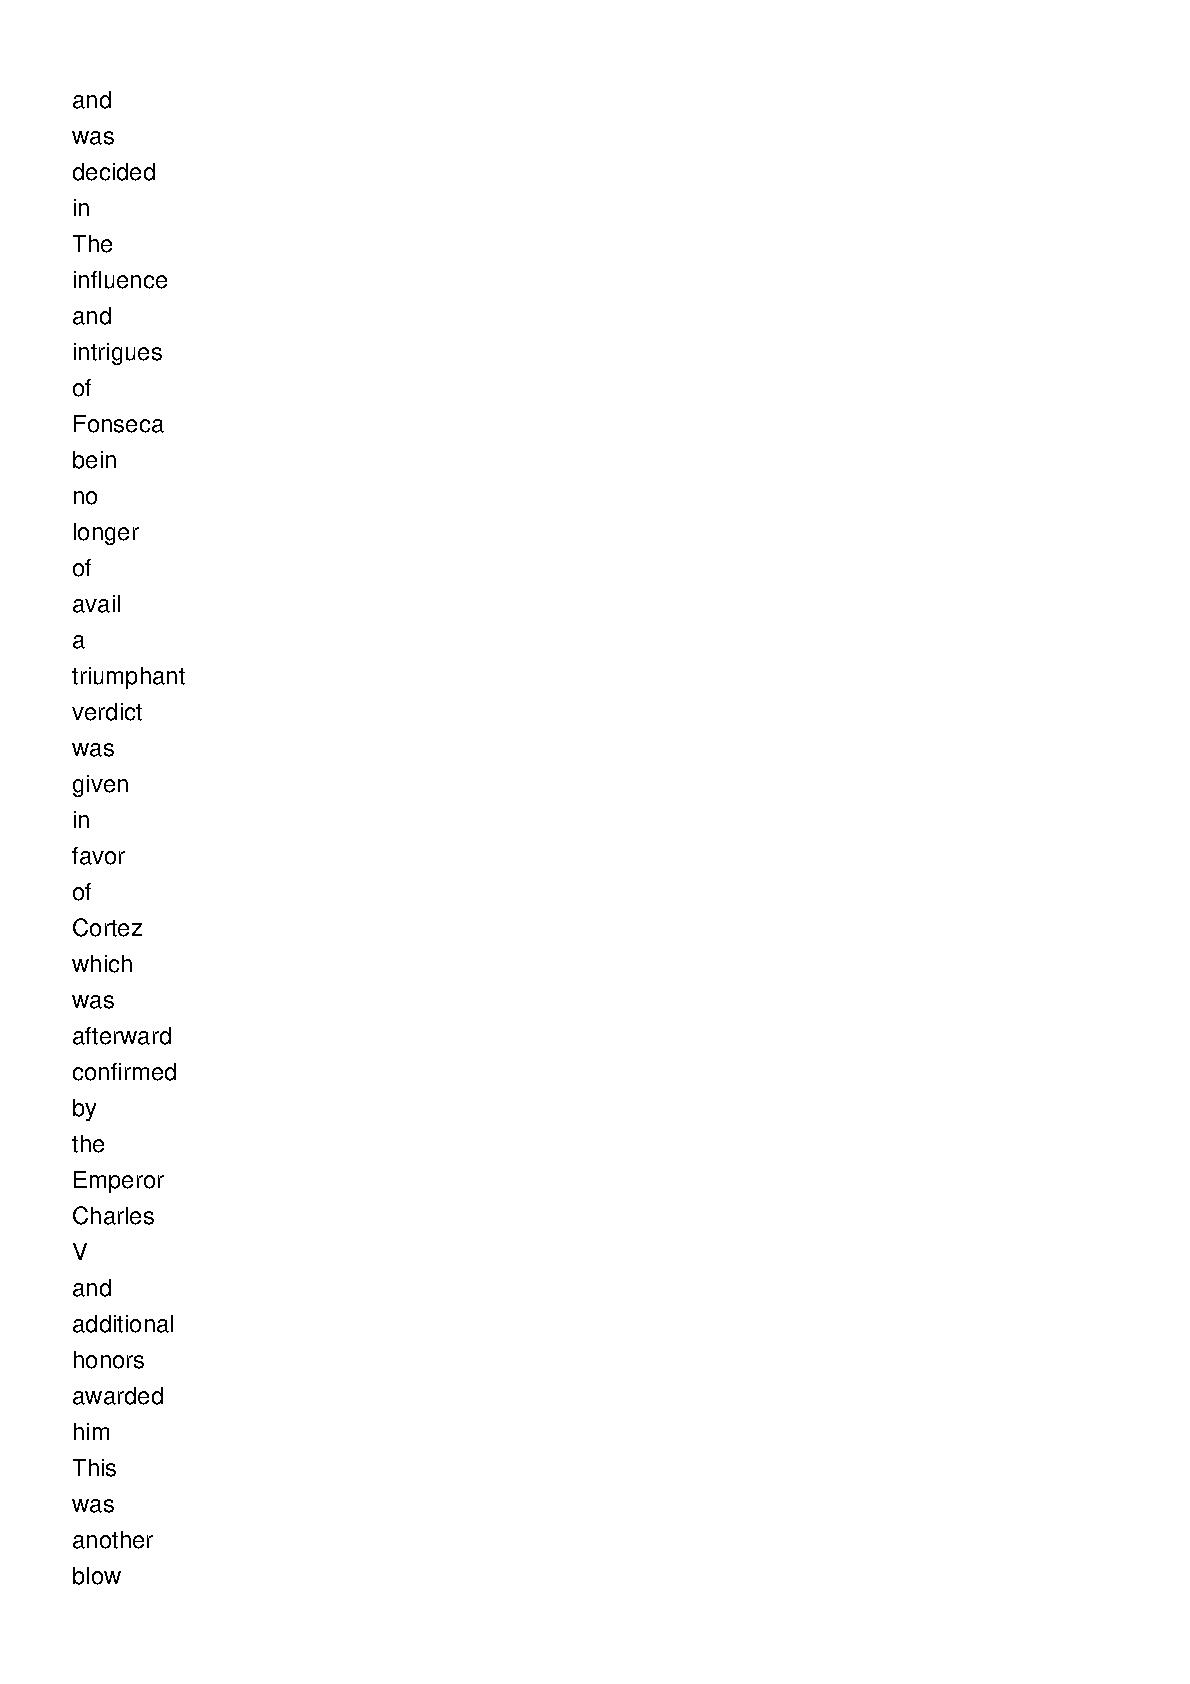 and
was
decided
in
The
influence
and
intrigues
of
Fonseca
bein
no
longer
of
avail
a
triumphant
verdict
was
given
in
favor
of
Cortez
which
was
afterward
confirmed
by
the
Emperor
Charles
V
and
additional
honors
awarded
him
This
was
another
blow